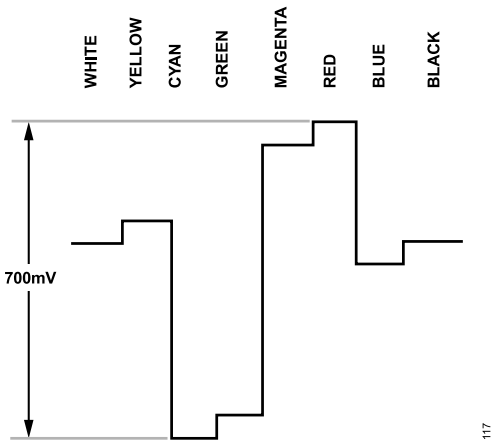 WHITE
YELLOW
CYAN
GREEN
MAGENTA
RED
BLUE
BLACK
700mV
117